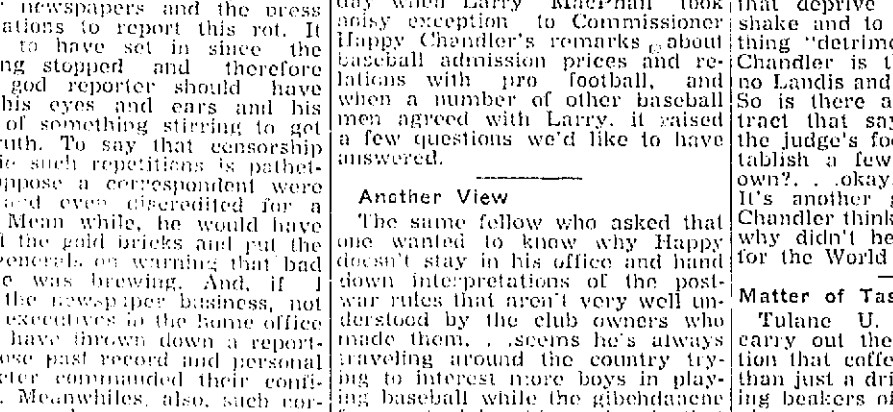 newspapers and the press
ations to report this rot. It
to have set in since the
ng stopped and therefore
god reporter should have
his eyes and ears and his
of something stirring to get
uth. To say that censorship
such repetitions is pathet-
ppose a correspondent were
and even discredited for a
Mean while, he would have
the gold bricks and put the
generals on warning that bad
was brewing. And, if I
the newspaper business, not
executives in the home office
have thrown down a report-
ose past record and personal
cter commanded their confi-
. Meanwhiles, also, such cor-
day when Larry MacPhail took
noisy exception to Commissioner
Happy Chandler's remarks about
baseball admission prices and re-
lations with pro football, and
when a number of other baseball
men agreed with Larry, it raised
a few questions we'd like to have
answered.
Another View
The same fellow who asked that
one wanted to know why Happy
doesn't stay in his office and hand
down interpretations of the post-
war rules that aren't very well un-
derstood by the club owners who
made them. . .seems he's always
traveling around the country try-
ing to interest more boys in play-
ing baseball while the gibehdanene
that deprive
shake and to
thing "detrime
Chandler is t
no Landis and
So is there a
tract that say
the judge's foo
tablish a few
own?. . .okay.
It's another g
Chandler think
why didn't he
for the World
Matter of Tas
Tulane U.
carry out the
tion that coffe
than just a dri
ing beakers of